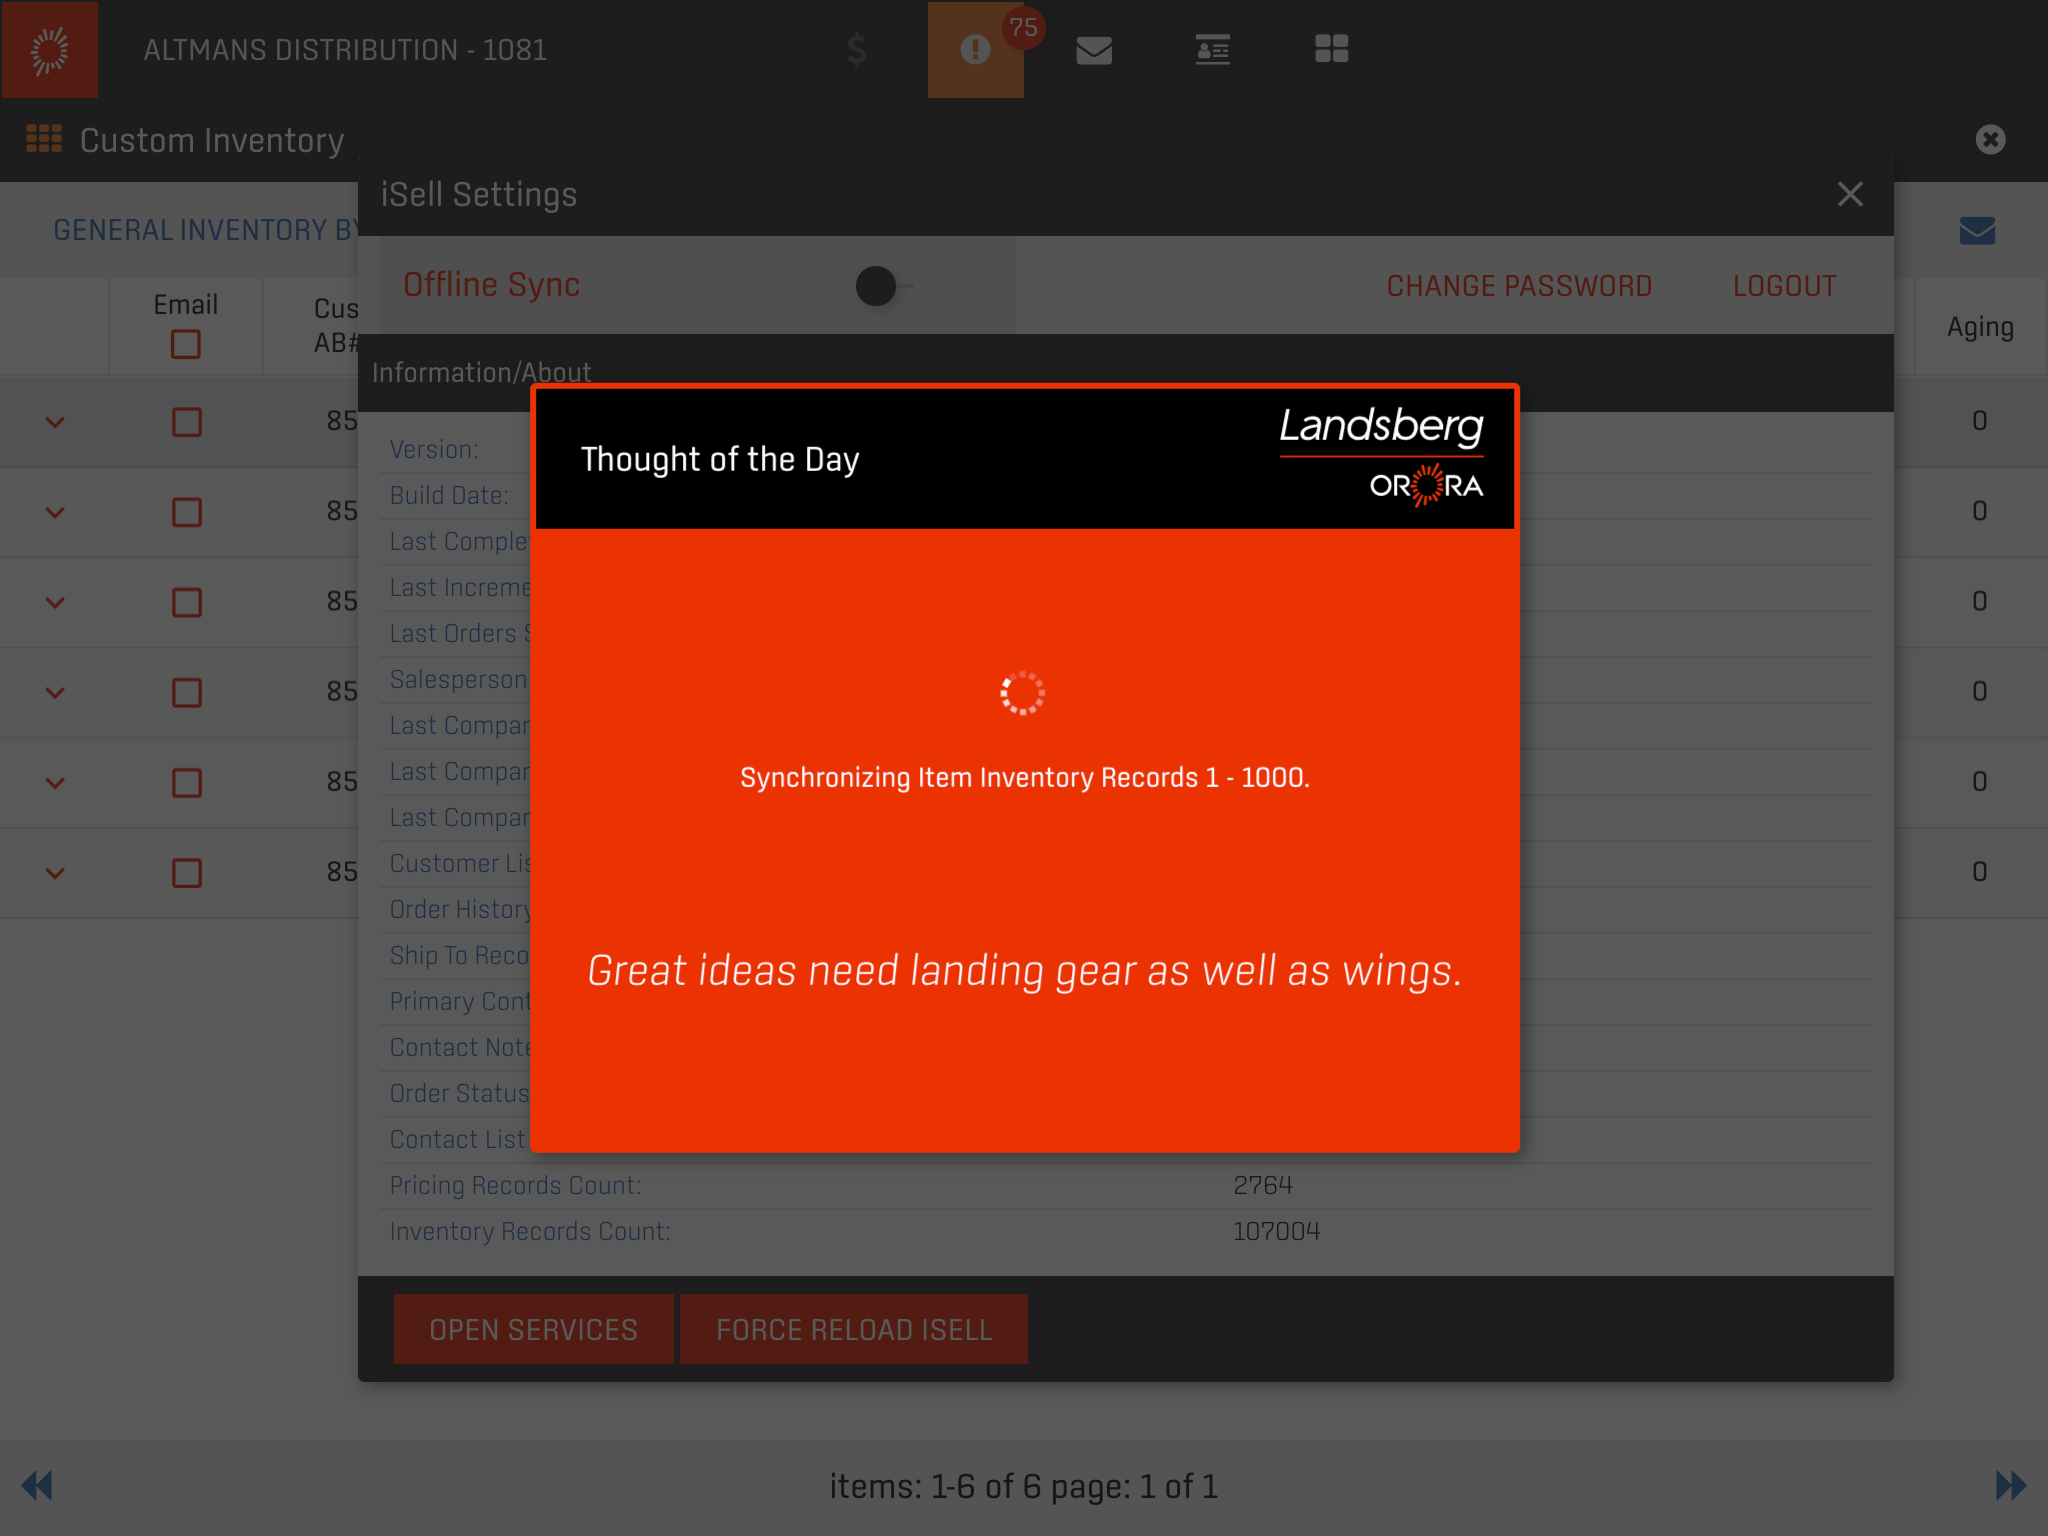 ALTMANS DISTRIBUTION - 1081
75
Custom Inventory
iSell Settings
GENERAL INVENTORY BY
Offline Sync
CHANGE PASSWORD
LOGOUT
Email
Cus
AB#
Aging
Information/About
Thought of the Day
Landsberg
ORORA
85
0
85
0
85
0
85
0
85
0
85
0
Version:
Build Date:
Last Comple
Last Increme
Last Orders
Salesperson
Last Compar
Last Compar
Last Compar
Customer Lis
Order History
Ship To Reco
Primary Cont
Contact Note
Order Status
Contact List
Synchronizing Item Inventory Records 1 - 1000.
Great ideas need landing gear as well as wings.
Pricing Records Count:
2764
Inventory Records Count:
107004
OPEN SERVICES
FORCE RELOAD ISELL
items: 1-6 of 6 page: 1 of 1